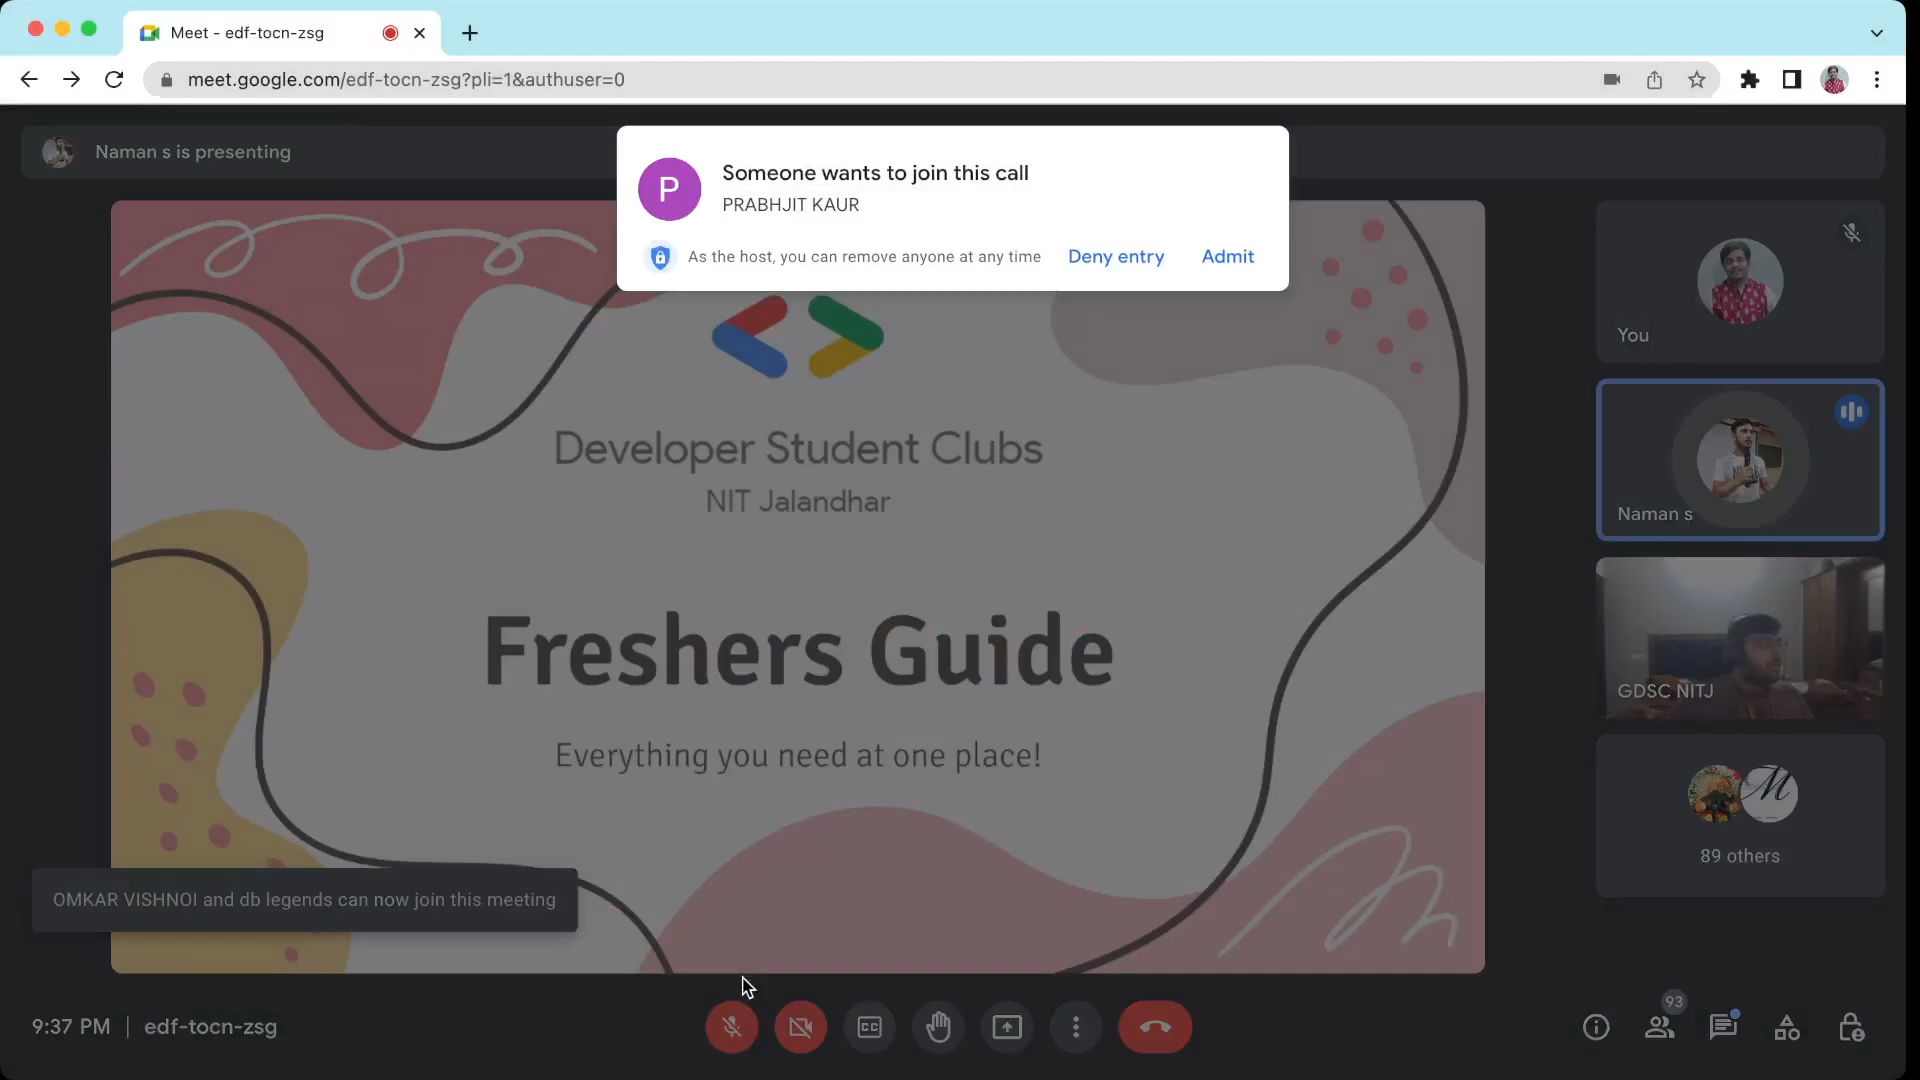 Meet - edf-tocn-zsg
meet.google.com/edf-tocn-zsg?pli=1&authuser=0
Naman s is presenting
Someone wants to join this call
P
PRABHJIT KAUR
As the host, you can remove anyone at any time
Deny entry
Admit
You
Developer Student Clubs
NIT Jalandhar
Naman s
Freshers Guide
GDSC NITJ
Everything you need at one place!
M
89 others
OMKAR VISHNOI and db legends can now join this meeting
9:37 PM | edf-tocn-zsg
CC
93